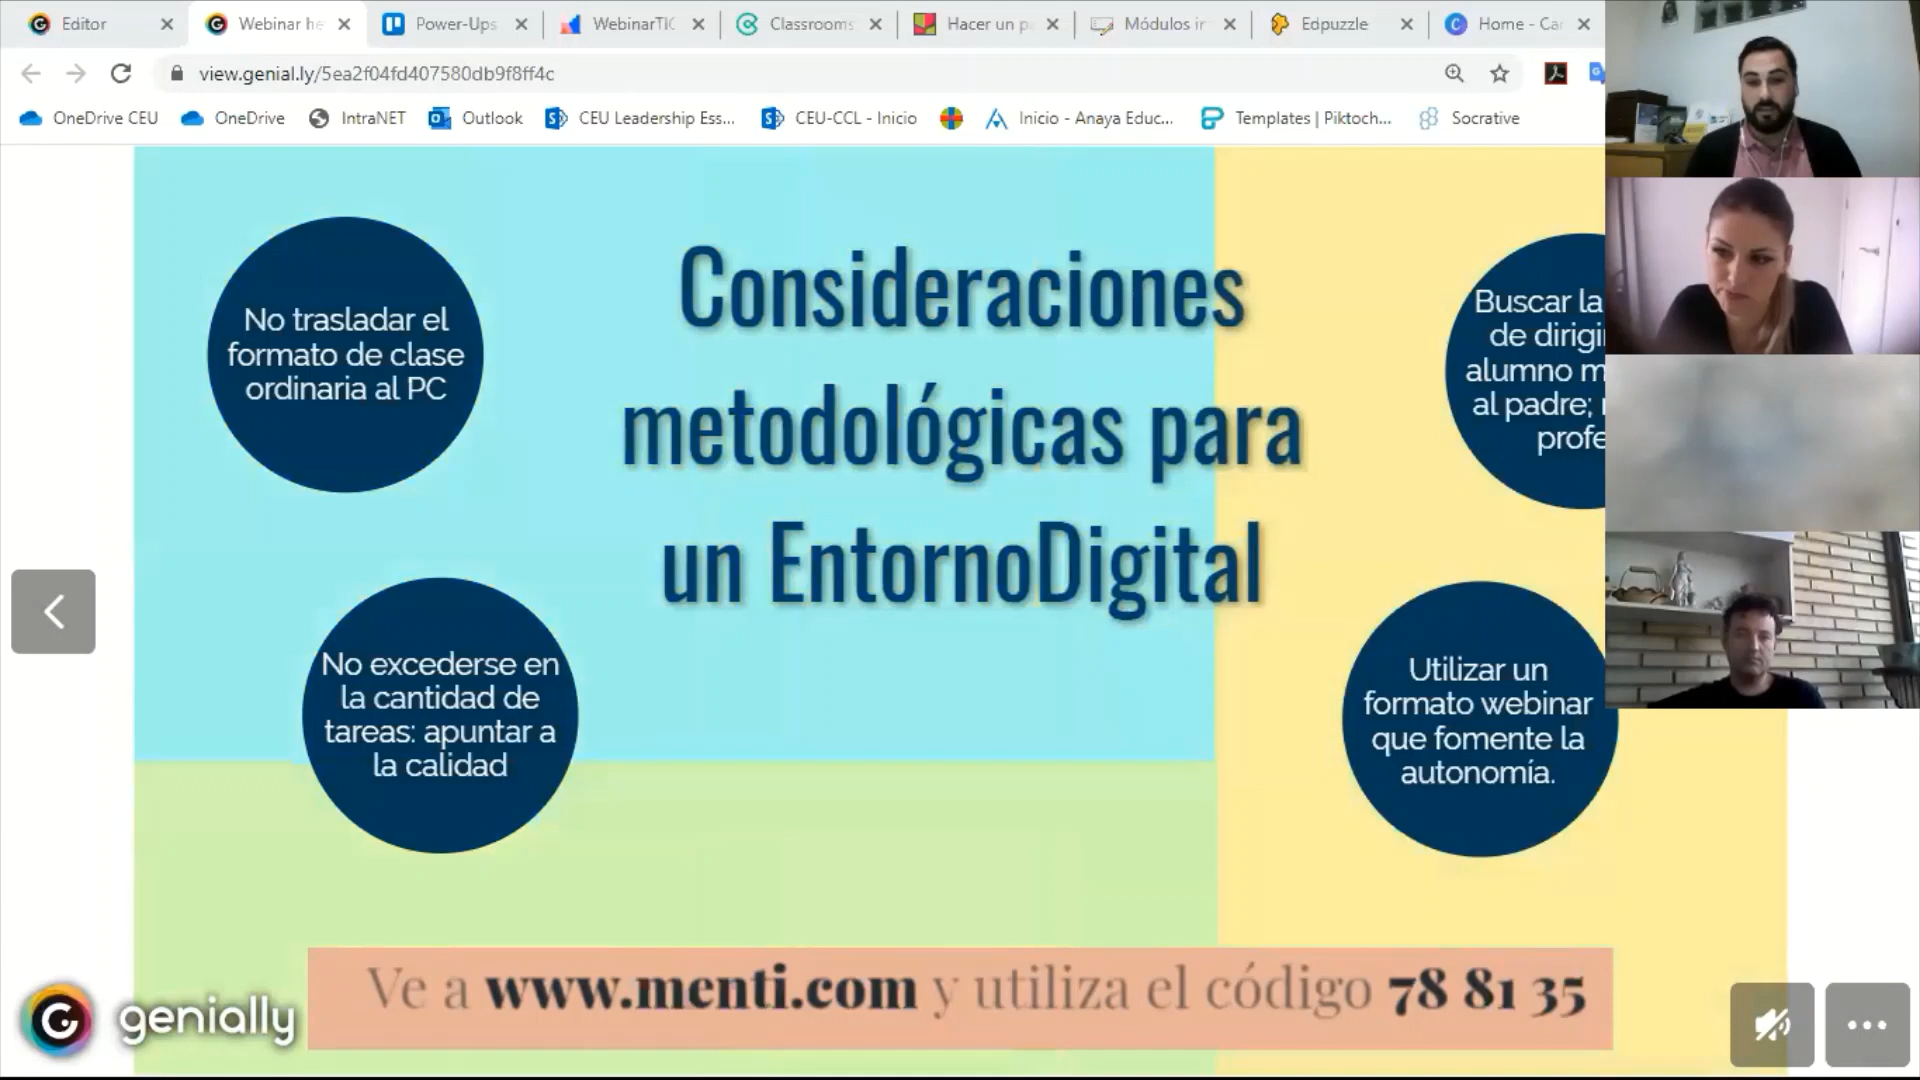 Editor
Webinar he
Power-Ups
WebinarTIC
Classrooms
Hacer un p
Módulos in
Edpuzzle
Home - Ca
view.genial.ly/5ea2f04fd407580db9f8ff4c
OneDrive CEU
OneDrive
IntraNET
Outlook
CEU Leadership Ess...
CEU-CCL - Inicio
Inicio - Anaya Educ...
Templates | Piktoch...
Socrative
Consideraciones
metodológicas para
un EntornoDigital
No trasladar el
formato de clase
ordinaria al PC
Buscar la
de dirigi
alumno m
al padre;
profe
No excederse en
la cantidad de
tareas: apuntar a
la calidad
Utilizar un
formato webinar
que fomente la
autonomía.
Ve a www.menti.com y utiliza el código 78 81 35
genially